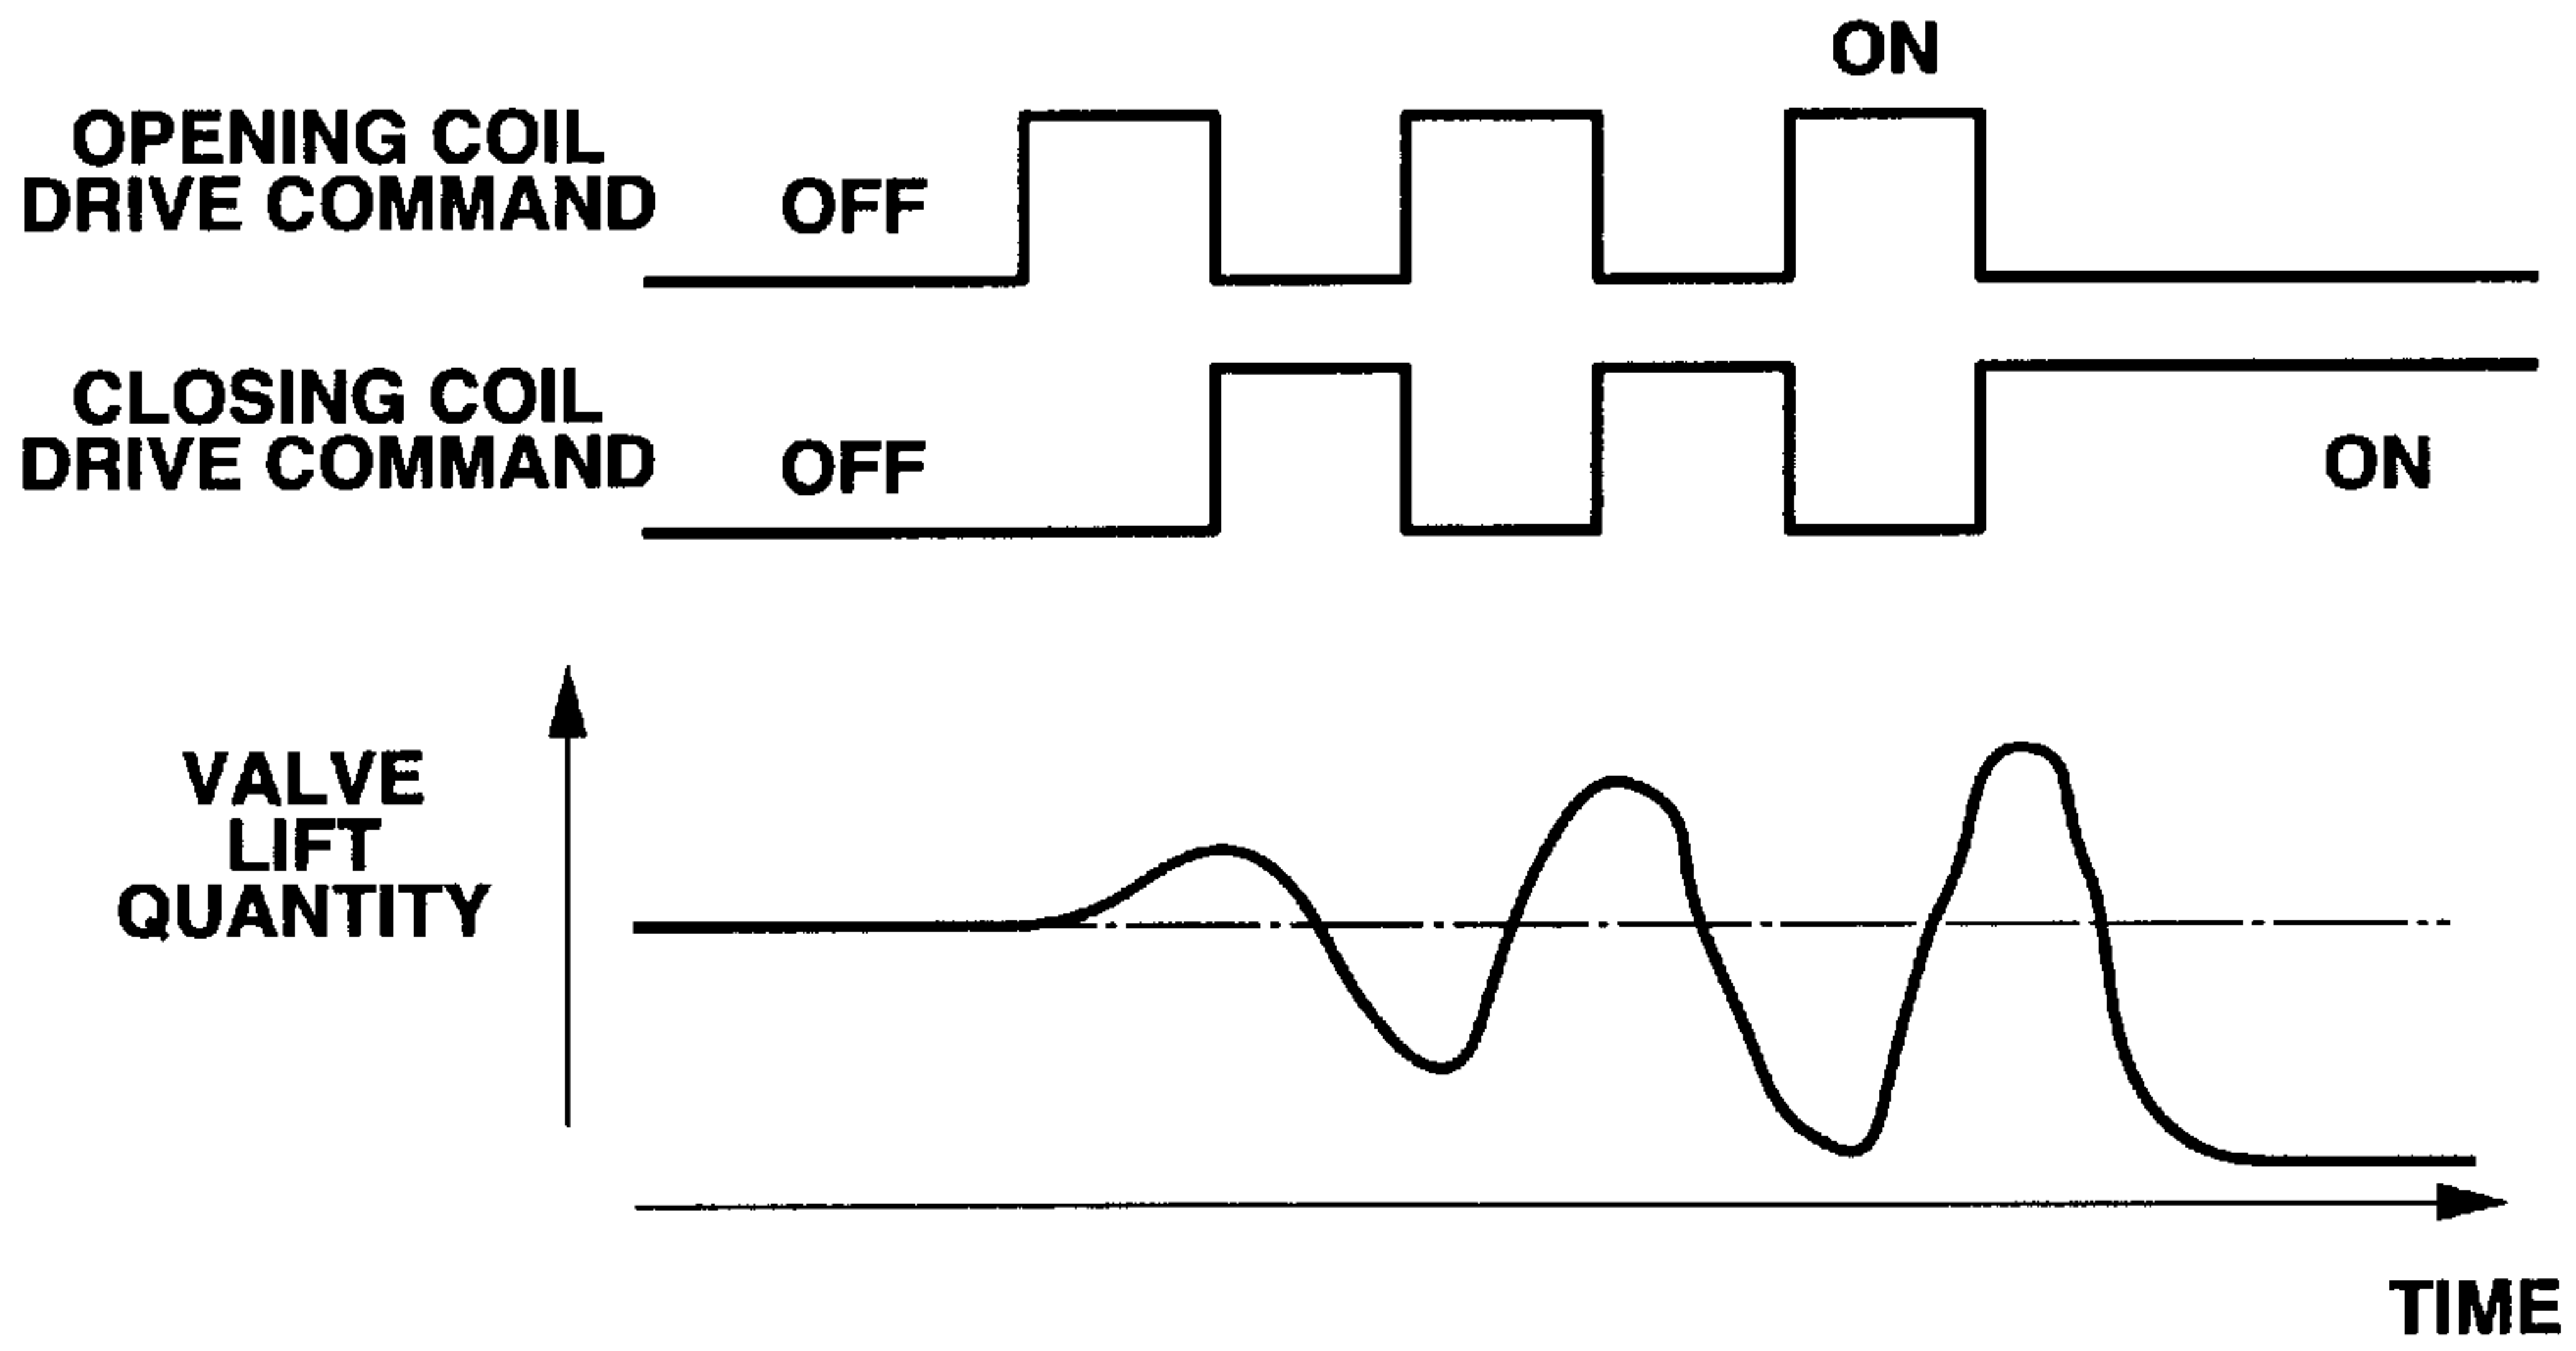 ON
OPENING COIL
DRIVE COMMAND
OFF
CLOSING COIL
DRIVE COMMAND
OFF
ON
VALVE
LIFT
QUANTITY
TIME